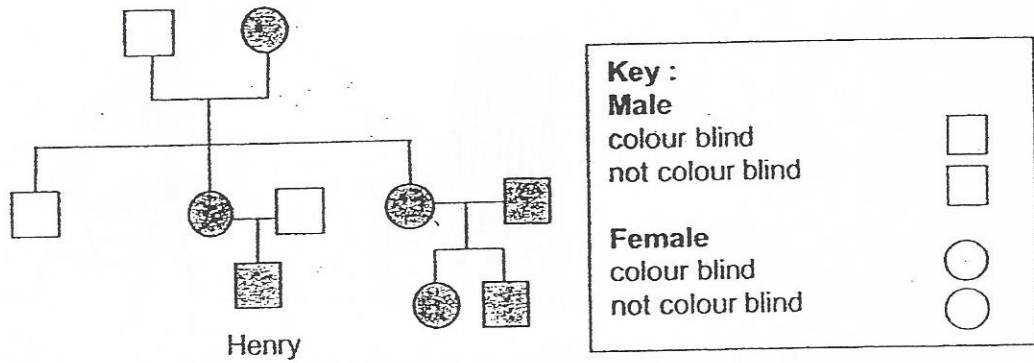 Key :
Male
colour blind
not colour blind
Female
colour blind
not colour blind
Henry